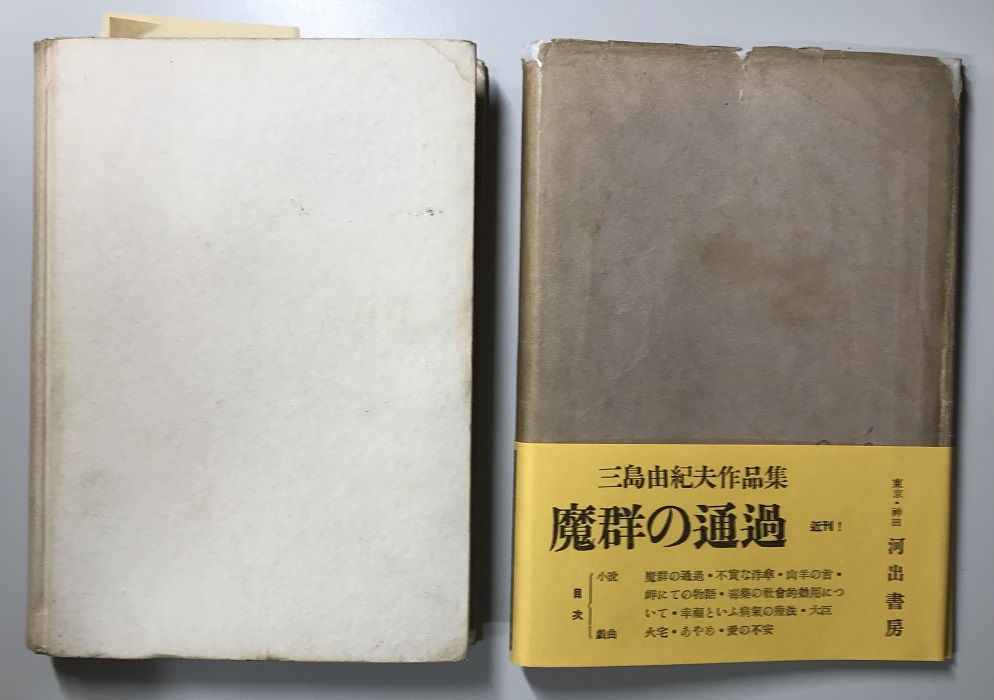 三島由紀夫作品集
魔群の通過
近刊!
目次
小説
魔群の通過・不實な洋傘・山羊の首・
岬にての物語・毒藥の社會的效用につ
いて・幸福といふ病氣の療法・大臣
戯曲
火宅・あやめ・愛の不安
東京・神田
河出書房